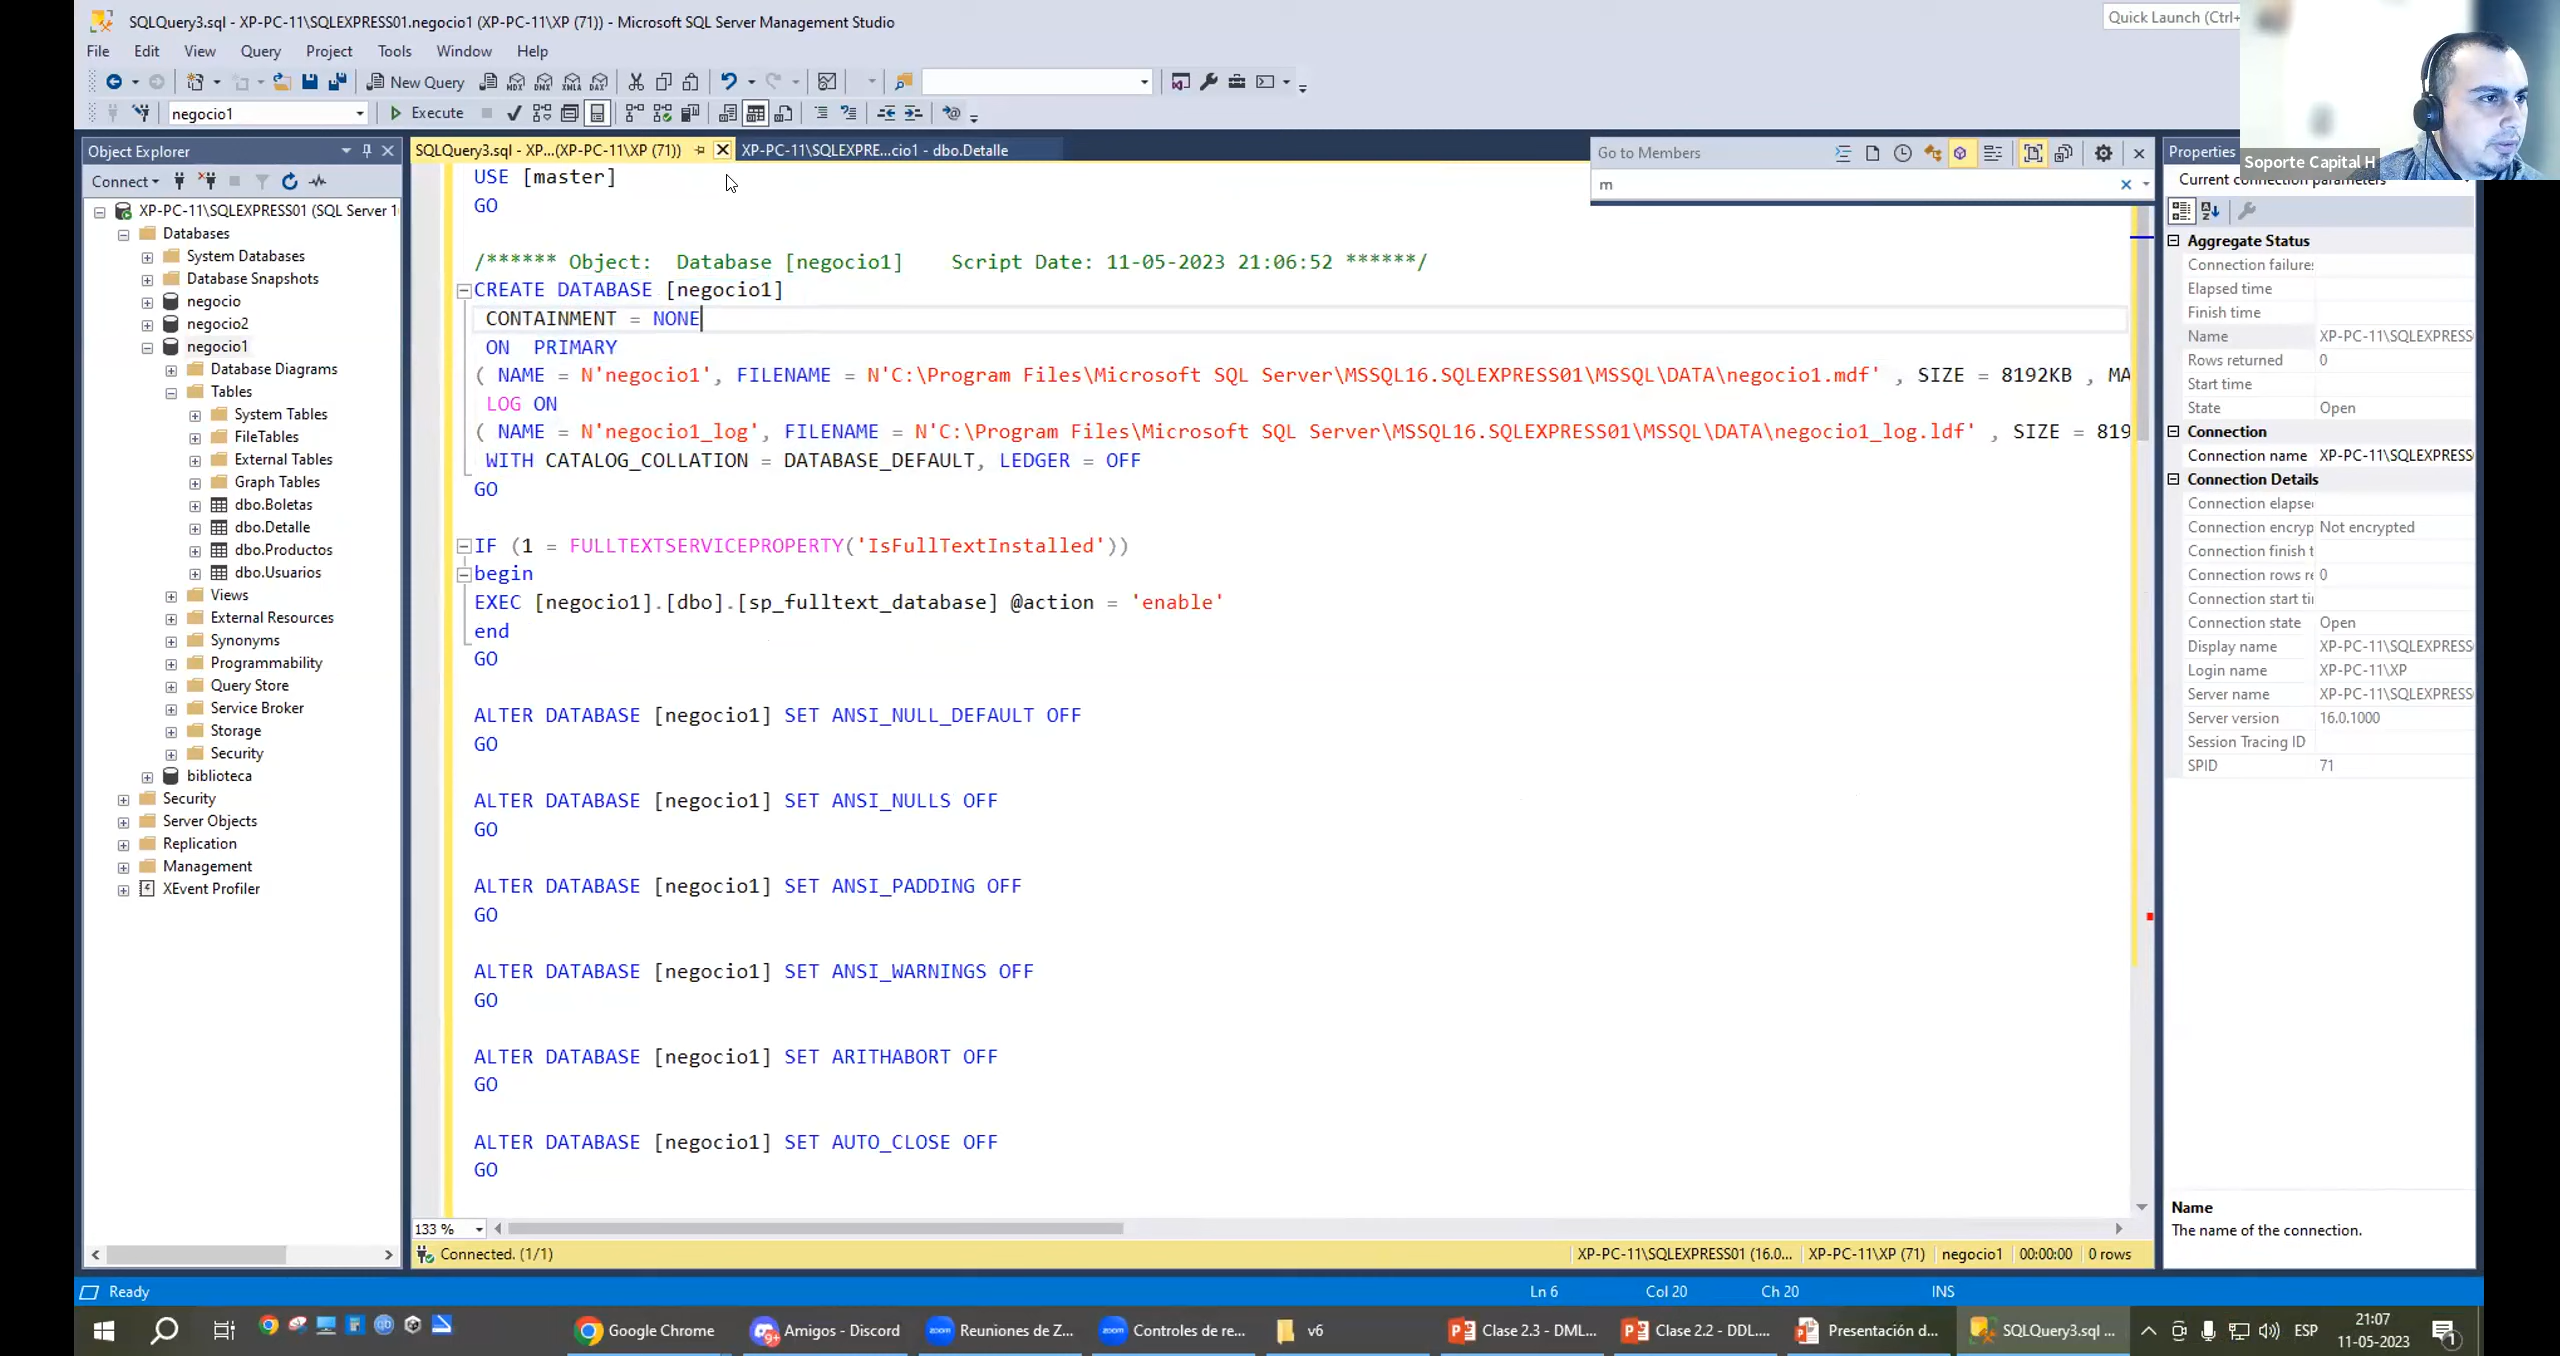 SQLQuery3.sql - XP-PC-11\SQLEXPRESS01.negocio1 (XP-PC-11\XP (71)) - Microsoft SQL Server Management Studio
Quick Launch (Ctrl+
File Edit View Query Project Tools Window Help
New Query
negocio1
Execute
Object Explorer
Connect
XP-PC-11\SQLEXPRESS01 (SQL Server 1
Databases
System Databases
Database Snapshots
negocio
negocio2
negocio1
Database Diagrams
Tables
System Tables
FileTables
External Tables
Graph Tables
dbo.Boletas
dbo.Detalle
dbo.Productos
dbo.Usuarios
Views
External Resources
Synonyms
Programmability
Query Store
Service Broker
Storage
Security
biblioteca
Security
Server Objects
Replication
Management
XEvent Profiler
SQLQuery3.sql - XP...(XP-PC-11\XP (71))
XP-PC-11\SQLEXPRE...cio1 - dbo.Detalle
Go to Members
m
USE [master]
GO
/****** Object:  Database [negocio1]    Script Date: 11-05-2023 21:06:52 ******/
CREATE DATABASE [negocio1]
CONTAINMENT = NONE
ON  PRIMARY
( NAME = N'negocio1', FILENAME = N'C:\Program Files\Microsoft SQL Server\MSSQL16.SQLEXPRESS01\MSSQL\DATA\negocio1.mdf' , SIZE = 8192KB , MA
LOG ON
( NAME = N'negocio1_log', FILENAME = N'C:\Program Files\Microsoft SQL Server\MSSQL16.SQLEXPRESS01\MSSQL\DATA\negocio1_log.ldf' , SIZE = 819
WITH CATALOG_COLLATION = DATABASE_DEFAULT, LEDGER = OFF
GO
IF (1 = FULLTEXTSERVICEPROPERTY('IsFullTextInstalled'))
begin
EXEC [negocio1].[dbo].[sp_fulltext_database] @action = 'enable'
end
GO
ALTER DATABASE [negocio1] SET ANSI_NULL_DEFAULT OFF
GO
ALTER DATABASE [negocio1] SET ANSI_NULLS OFF
GO
ALTER DATABASE [negocio1] SET ANSI_PADDING OFF
GO
ALTER DATABASE [negocio1] SET ANSI_WARNINGS OFF
GO
ALTER DATABASE [negocio1] SET ARITHABORT OFF
GO
ALTER DATABASE [negocio1] SET AUTO_CLOSE OFF
GO
133 %
Connected. (1/1)
XP-PC-11\SQLEXPRESS01 (16.0... XP-PC-11\XP (71) negocio1 00:00:00 0 rows
Soporte Capital H
Properties
Current connection parameters
Aggregate Status
Connection failures
Elapsed time
Finish time
Name XP-PC-11\SQLEXPRESS
Rows returned 0
Start time
State Open
Connection
Connection name XP-PC-11\SQLEXPRESS
Connection Details
Connection elapse
Connection encryp Not encrypted
Connection finish t
Connection rows re 0
Connection start ti
Connection state Open
Display name XP-PC-11\SQLEXPRESS
Login name XP-PC-11\XP
Server name XP-PC-11\SQLEXPRESS
Server version 16.0.1000
Session Tracing ID
SPID 71
Name
The name of the connection.
Ready
Ln 6 Col 20 Ch 20 INS
Google Chrome
Amigos - Discord
Reuniones de Z...
Controles de re...
v6
Clase 2.3 - DML...
Clase 2.2 - DDL....
Presentación d...
SQLQuery3.sql ...
ESP
21:07
11-05-2023